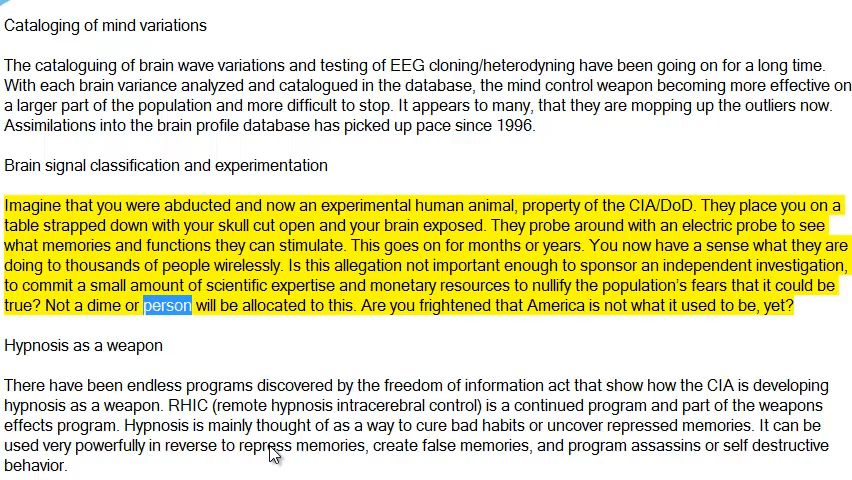 Cataloging of mind variations
The cataloguing of brain wave variations and testing of EEG cloning/heterodyning have been going on for a long time.
With each brain variance analyzed and catalogued in the database, the mind control weapon becoming more effective on
a larger part of the population and more difficult to stop. It appears to many, that they are mopping up the outliers now.
Assimilations into the brain profile database has picked up pace since 1996.
Brain signal classification and experimentation
Imagine that you were abducted and now an experimental human animal, property of the CIA/DoD. They place you on a
table strapped down with your skull cut open and your brain exposed. They probe around with an electric probe to see
what memories and functions they can stimulate. This goes on for months or years. You now have a sense what they are
doing to thousands of people wirelessly. Is this allegation not important enough to sponsor an independent investigation,
to commit a small amount of scientific expertise and monetary resources to nullify the population's fears that it could be
true? Not a dime or person will be allocated to this. Are you frightened that America is not what it used to be, yet?
Hypnosis as a weapon
There have been endless programs discovered by the freedom of information act that show how the CIA is developing
hypnosis as a weapon. RHIC (remote hypnosis intracerebral control) is a continued program and part of the weapons
effects program. Hypnosis is mainly thought of as a way to cure bad habits or uncover repressed memories. It can be
used very powerfully in reverse to repress memories, create false memories, and program assassins or self destructive
behavior.